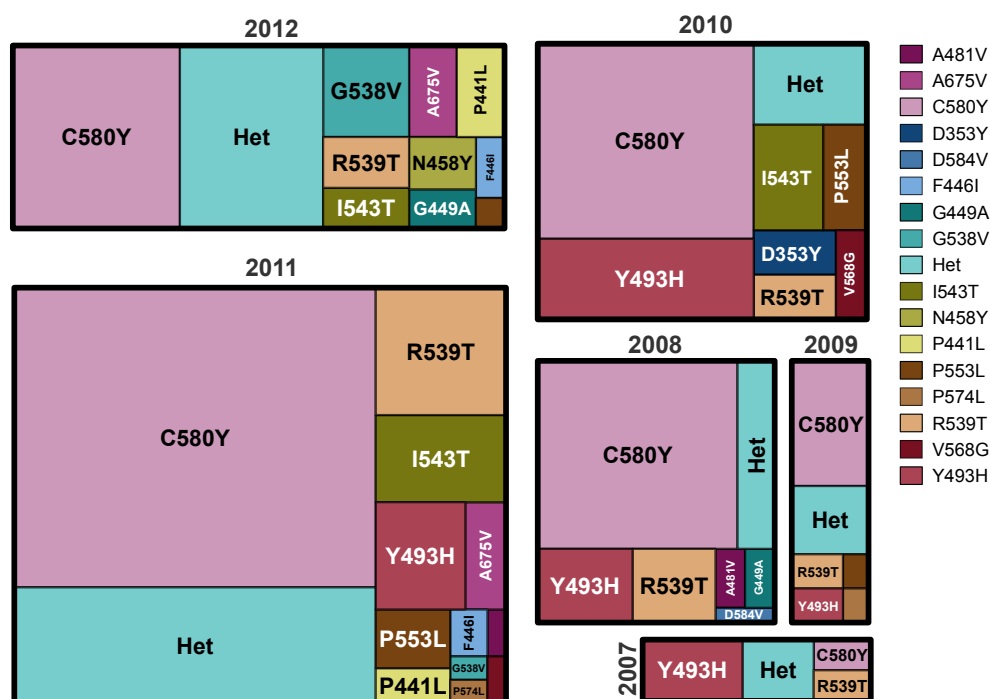 2012
C580Y
Het
G538V
A675V
P441L
R539T
N458Y
F446I
I543T
G449A
2010
C580Y
Het
I543T
P553L
Y493H
D353Y
R539T
V568G
2011
C580Y
R539T
I543T
Y493H
A675V
Het
P553L
F446I
G538V
P441L
P574L
2008
C580Y
Het
Y493H
R539T
A481V
G449A
D584V
2009
C580Y
Het
R539T
Y493H
2007
Y493H
Het
C580Y
R539T
A481V
A675V
C580Y
D353Y
D584V
F446I
G449A
G538V
Het
I543T
N458Y
P441L
P553L
P574L
R539T
V568G
Y493H